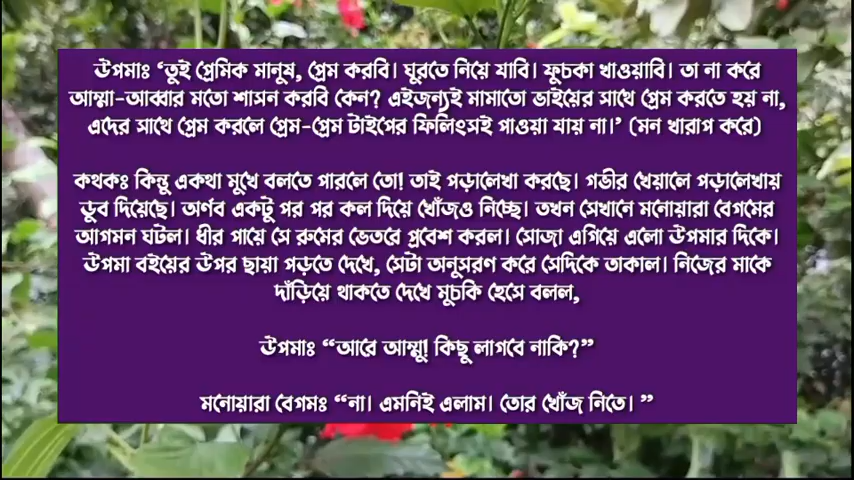 উপমাঃ ‘তুই প্রেমিক মানুষ, প্রেম করবি। ঘুরতে নিয়ে যাবি। ফুচকা খাওয়াবি। তা না করে
আম্মা-আব্বার মতো শাসন করবি কেন? এইজন্যই মামাতো ভাইয়ের সাথে প্রেম করতে হয় না,
এদের সাথে প্রেম করলে প্রেম-প্রেম টাইপের ফিলিংসই পাওয়া যায় না।’ (মন খারাপ করে)
কথকঃ কিন্তু একথা মুখে বলতে পারলে তো! তাই পড়ালেখা করছে। গভীর খেয়ালে পড়ালেখায়
ডুব দিয়েছে। অর্ণব একটু পর পর কল দিয়ে খোঁজও নিচ্ছে। তখন সেখানে মনোয়ারা বেগমের
আগমন ঘটল। ধীর পায়ে সে রুমের ভেতরে প্রবেশ করল। সোজা এগিয়ে এলো উপমার দিকে।
উপমা বইয়ের উপর ছায়া পড়তে দেখে, সেটা অনুসরণ করে সেদিকে তাকাল। নিজের মাকে
দাঁড়িয়ে থাকতে দেখে মুচকি হেসে বলল,
উপমাঃ “আরে আম্মু! কিছু লাগবে নাকি?”
মনোয়ারা বেগমঃ “না। এমনিই এলাম। তোর খোঁজ নিতে। ”